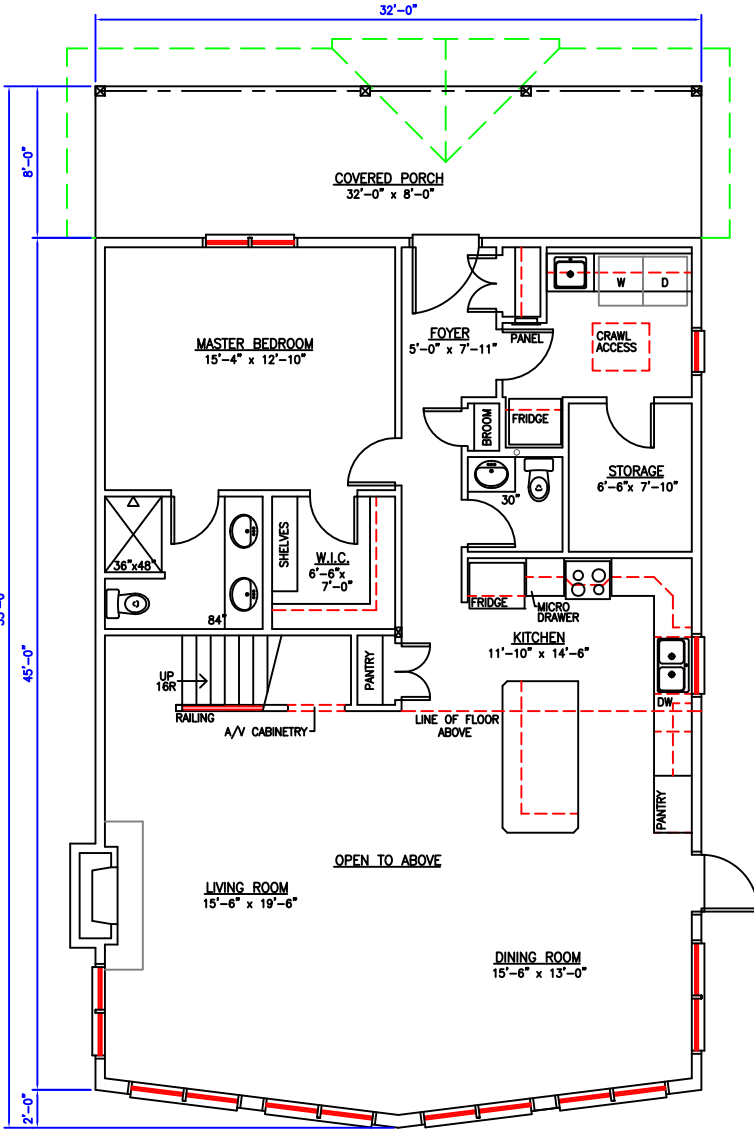 32'-0"
8'-0"
COVERED PORCH
32'-0" x 8'-0"
W
D
FOYER
5'-0" x 7'-11"
PANEL
CRAWL
ACCESS
MASTER BEDROOM
15'-4" x 12'-10"
BROOM
FRIDGE
STORAGE
6'-6"x 7'-10"
30"
SHELVES
W.I.C.
6'-6"x
7'-0"
36"x48"
84"
FRIDGE
MICRO
DRAWER
KITCHEN
11'-10" x 14'-6"
45'-0"
UP
16R
PANTRY
RAILING
A/V CABINETRY
LINE OF FLOOR
ABOVE
DW
PANTRY
OPEN TO ABOVE
LIVING ROOM
15'-6" x 19'-6"
DINING ROOM
15'-6" x 13'-0"
2'-0"